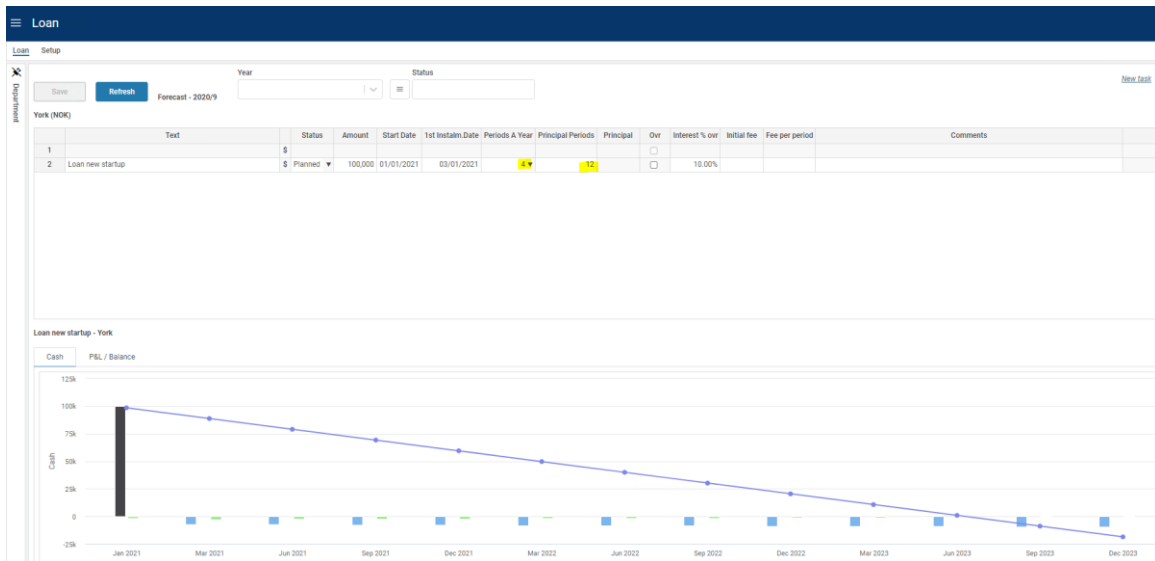 Loan
Loan Setup
Department
Year Status
Save Refresh Forecast - 2020/9
New task
York (NOK)
Text Status Amount Start Date 1st Instalm.Date Periods A Year Principal Periods Principal Ovr Interest % ovr Initial fee Fee per period Comments
1 $
2 Loan new startup $ Planned 100,000 01/01/2021 03/01/2021 4 12 10.00%
Loan new startup - York
Cash P&L / Balance
Cash
125k
100k
75k
50k
25k
0
-25k
Jan 2021 Mar 2021 Jun 2021 Sep 2021 Dec 2021 Mar 2022 Jun 2022 Sep 2022 Dec 2022 Mar 2023 Jun 2023 Sep 2023 Dec 2023